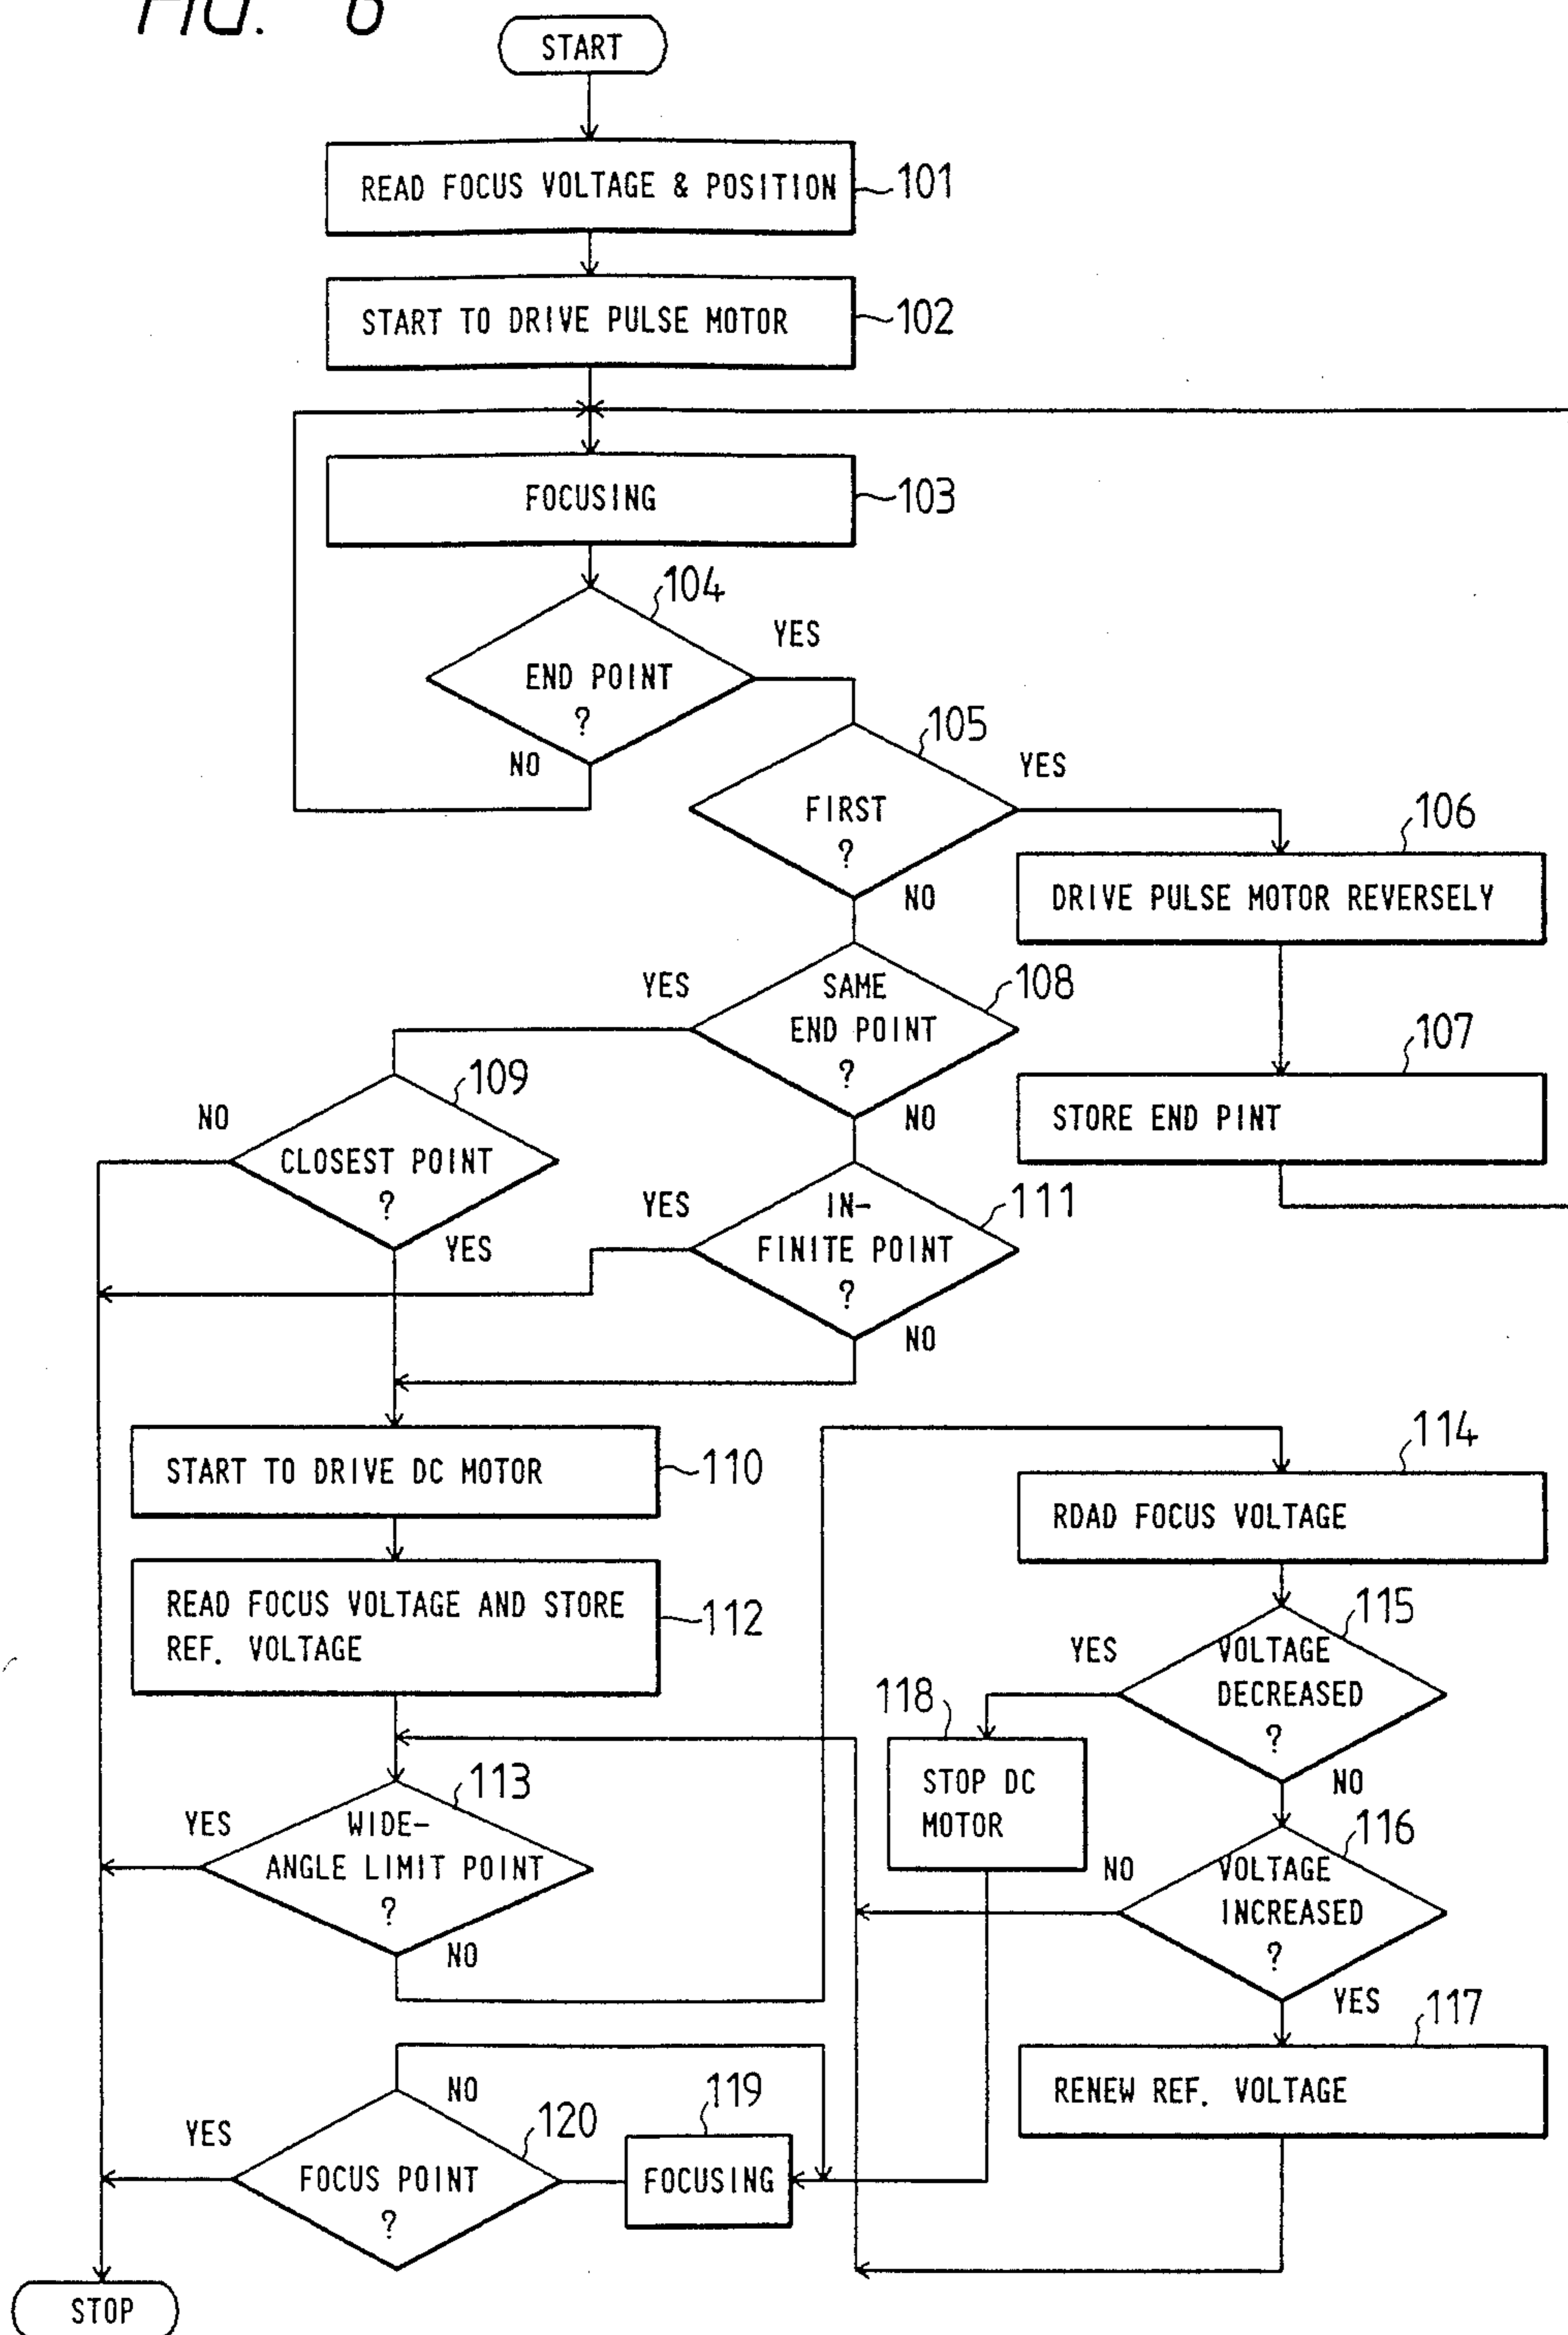 FIG. 6
START
READ FOCUS VOLTAGE & POSITION
101
START TO DRIVE PULSE MOTOR
102
FOCUSING
103
104
END POINT
?
YES
NO
105
FIRST
?
YES
NO
106
DRIVE PULSE MOTOR REVERSELY
107
STORE END PINT
108
SAME
END POINT
?
YES
NO
109
CLOSEST POINT
?
NO
YES
111
IN-
FINITE POINT
?
YES
NO
START TO DRIVE DC MOTOR
110
READ FOCUS VOLTAGE AND STORE
REF. VOLTAGE
112
113
WIDE-
ANGLE LIMIT POINT
?
YES
NO
114
RDAD FOCUS VOLTAGE
115
VOLTAGE
DECREASED
?
YES
NO
118
STOP DC
MOTOR
116
VOLTAGE
INCREASED
?
NO
YES
117
RENEW REF. VOLTAGE
119
FOCUSING
120
FOCUS POINT
?
NO
YES
STOP